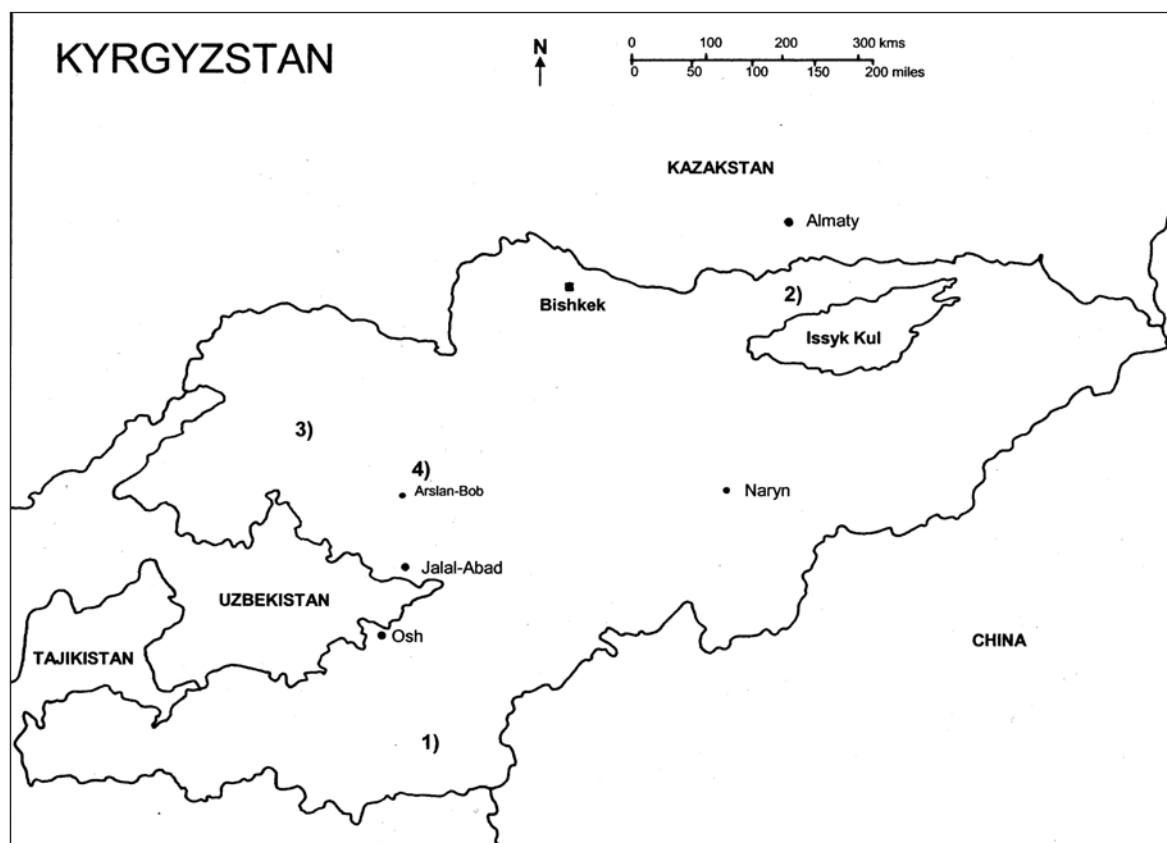 KYRGYZSTAN
N
0 100 200 300 kms
0 50 100 150 200 miles
KAZAKSTAN
Almaty
Bishkek
2)
Issyk Kul
3)
4)
Arslan-Bob
Naryn
Jalal-Abad
UZBEKISTAN
Osh
TAJIKISTAN
CHINA
1)